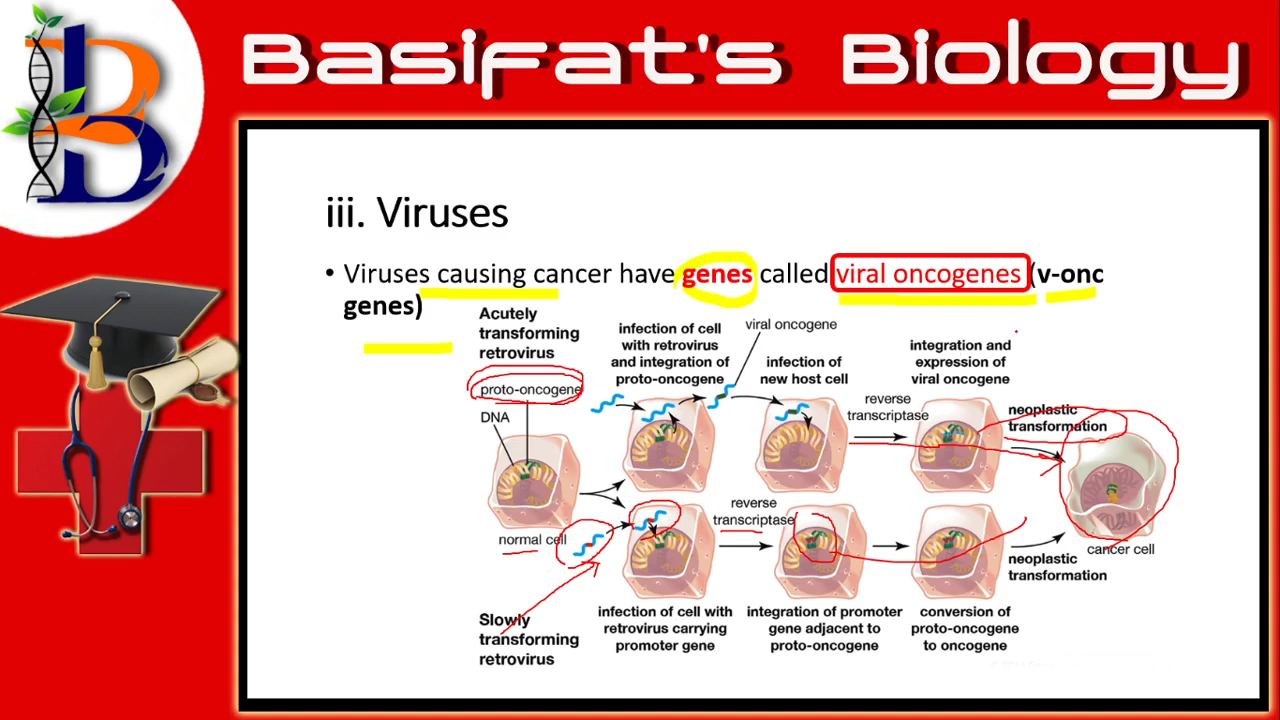 Basifat's Biology
iii. Viruses
• Viruses causing cancer have genes called viral oncogenes (v-onc
genes)
Acutely
transforming
retrovirus
proto-oncogene
DNA
normal cell
infection of cell
with retrovirus
and integration of
proto-oncogene
viral oncogene
infection of
new host cell
reverse
transcriptase
integration and
expression of
viral oncogene
neoplastic
transformation
cancer cell
Slowly
transforming
retrovirus
infection of cell with
retrovirus carrying
promoter gene
reverse
transcriptase
integration of promoter
gene adjacent to
proto-oncogene
conversion of
proto-oncogene
to oncogene
neoplastic
transformation